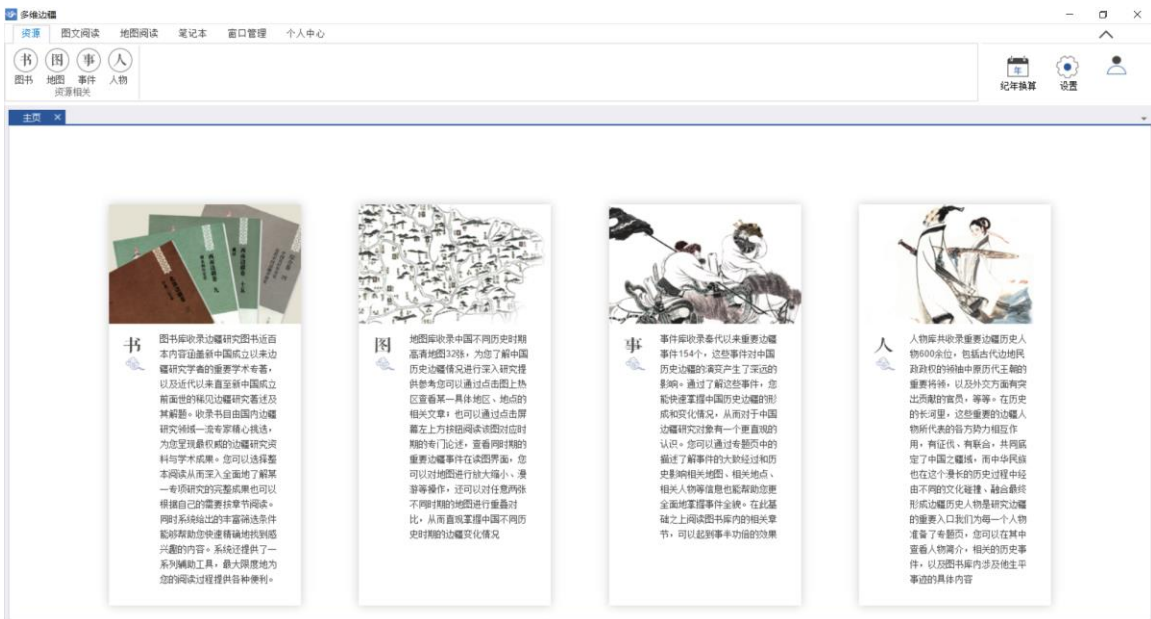 多维边疆
资源 图文阅读 地图阅读 笔记本 窗口管理 个人中心
书 图 事 人
图书 地图 事件 人物
资源相关
年
纪年换算 设置
主页 ×
书
图书库收录边疆研究图书近百
本内容涵盖新中国成立以来边
疆研究学者的重要学术专著，
以及近代以来直至新中国成立
前面世的稀见边疆研究著述及
其解题。收录书目由国内边疆
研究领域一流专家精心挑选，
为您呈现最权威的边疆研究资
料与学术成果。您可以选择整
本阅读从而深入全面地了解某
一专项研究的完整成果也可以
根据自己的需要按章节阅读。
同时系统给出的丰富筛选条件
能够帮助您快速精确地找到感
兴趣的内容。系统还提供了一
系列辅助工具，最大限度地为
您的阅读过程提供各种便利。
图
地图库收录中国不同历史时期
高清地图32张，为您了解中国
历史边疆情况进行深入研究提
供参考您可以通过点击图上热
区查看某一具体地区、地点的
相关文章；也可以通过点击屏
幕左上方按钮阅读该图对应时
期的专门论述，查看同时期的
重要边疆事件在读图界面，您
可以对地图进行放大缩小、漫
游等操作，还可以对任意两张
不同时期的地图进行重叠对
比，从而直观掌握中国不同历
史时期的边疆变化情况
事
事件库收录秦代以来重要边疆
事件154个，这些事件对中国
历史边疆的演变产生了深远的
影响。通过了解这些事件，您
能快速掌握中国历史边疆的形
成和变化情况，从而对于中国
边疆研究对象有一个更直观的
认识。您可以通过专题页中的
描述了解事件的大致经过和历
史影响相关地图、相关地点、
相关人物等信息也能帮助您更
全面地掌握事件全貌。在此基
础之上阅读图书库内的相关章
节，可以起到事半功倍的效果
人
人物库共收录重要边疆历史人
物600余位，包括古代边地民
政政权的领袖中原历代王朝的
重要将领，以及外交方面有突
出贡献的官员，等等。在历史
的长河里，这些重要的边疆人
物所代表的各方势力相互作
用，有征伐、有联合，共同底
定了中国之疆域，而中华民族
也在这个漫长的历史过程中经
由不同的文化碰撞、融合最终
形成边疆历史人物是研究边疆
的重要入口我们为每一个人物
准备了专题页，您可以在其中
查看人物简介，相关的历史事
件，以及图书库内涉及他生平
事迹的具体内容